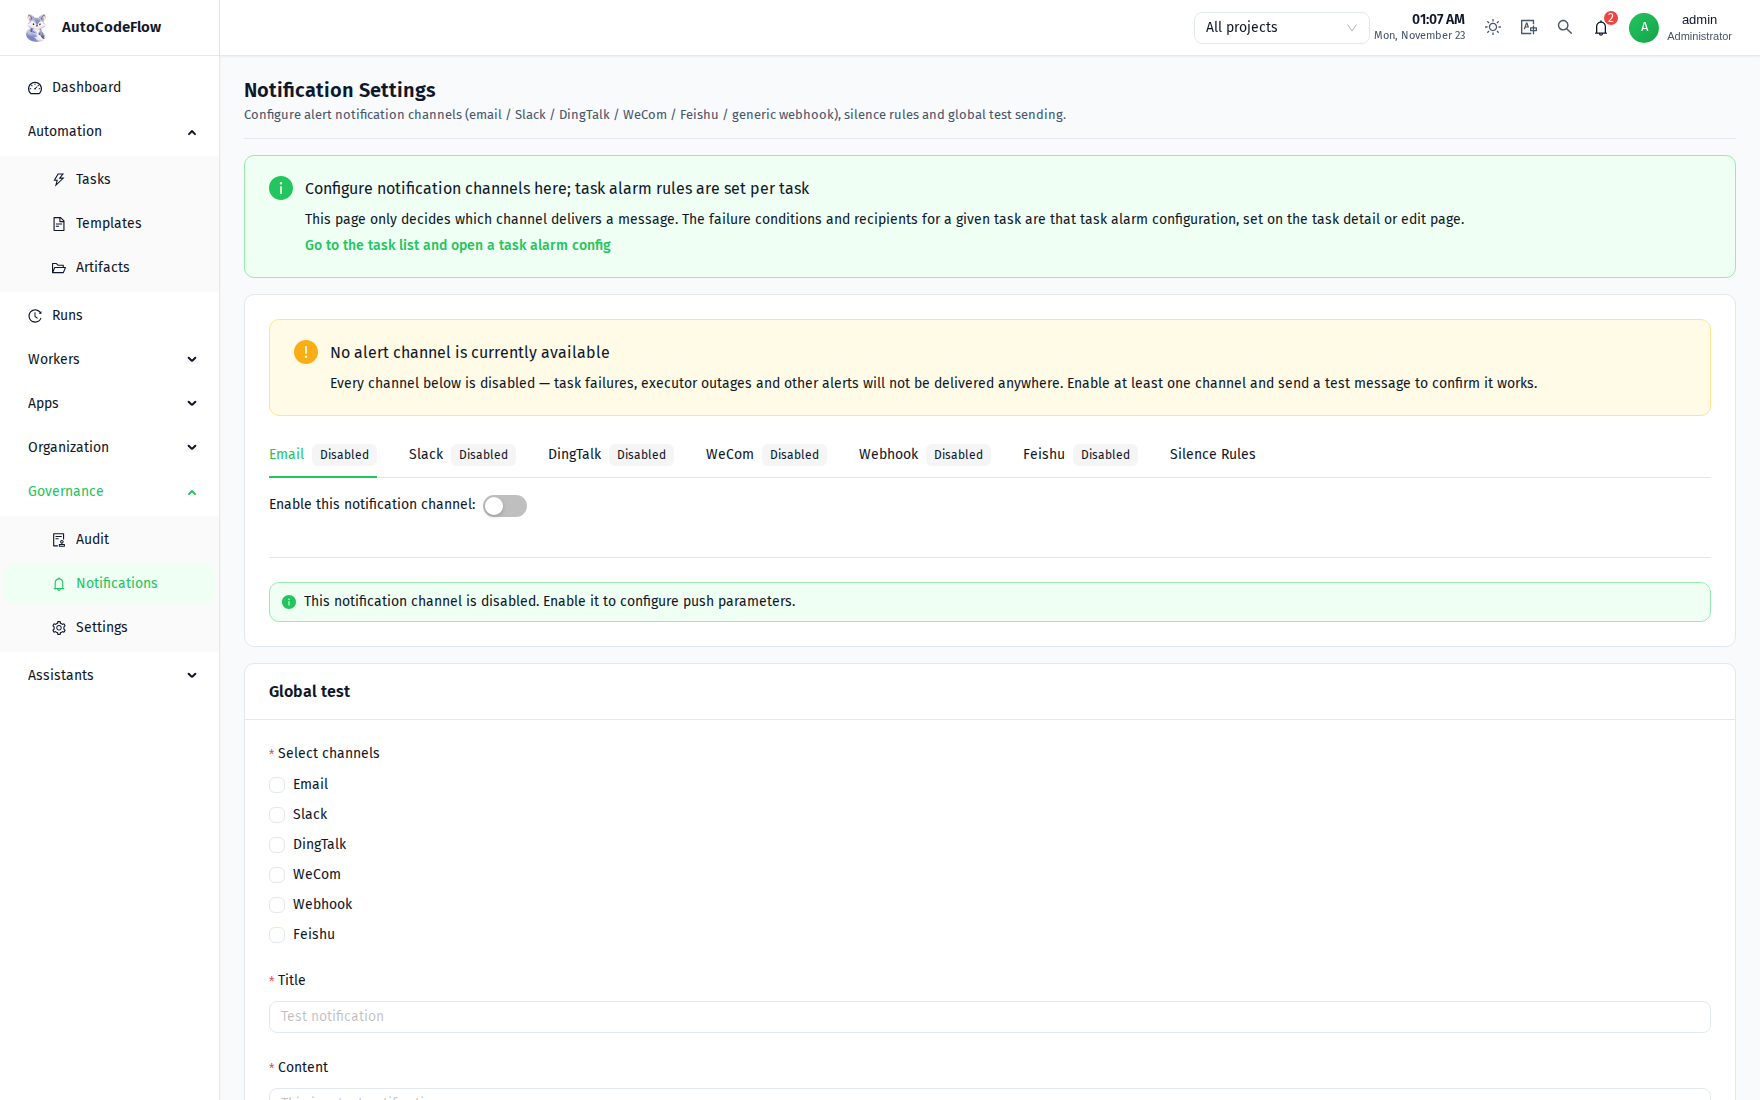 AutoCodeFlow
All projects
01:07 AM
Mon, November 23
2
A
admin
Administrator
Dashboard
Automation
Tasks
Templates
Artifacts
Runs
Workers
Apps
Organization
Governance
Audit
Notifications
Settings
Assistants
Notification Settings
Configure alert notification channels (email / Slack / DingTalk / WeCom / Feishu / generic webhook), silence rules and global test sending.
Configure notification channels here; task alarm rules are set per task
This page only decides which channel delivers a message. The failure conditions and recipients for a given task are that task alarm configuration, set on the task detail or edit page.
Go to the task list and open a task alarm config
No alert channel is currently available
Every channel below is disabled — task failures, executor outages and other alerts will not be delivered anywhere. Enable at least one channel and send a test message to confirm it works.
Email Disabled Slack Disabled DingTalk Disabled WeCom Disabled Webhook Disabled Feishu Disabled Silence Rules
Enable this notification channel:
This notification channel is disabled. Enable it to configure push parameters.
Global test
* Select channels
Email
Slack
DingTalk
WeCom
Webhook
Feishu
* Title
Test notification
* Content